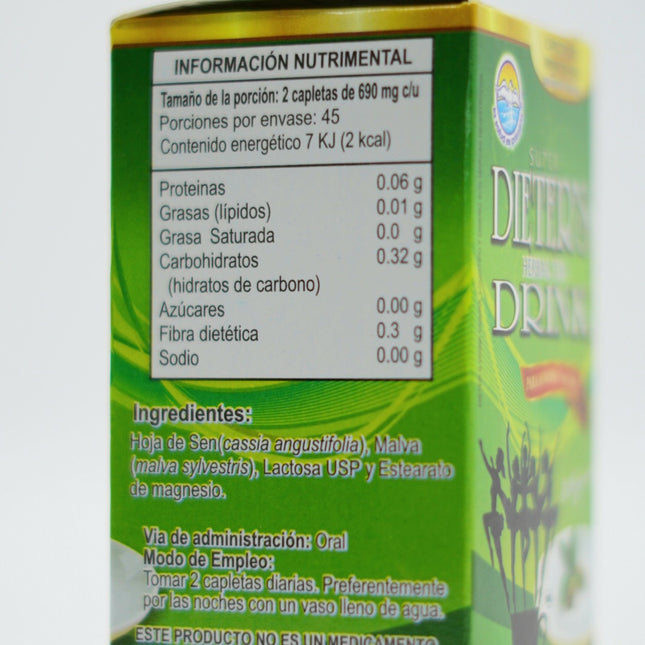 INFORMACIÓN NUTRIMENTAL
Tamaño de la porción: 2 capletas de 690 mg c/u
Porciones por envase: 45
Contenido energético 7 KJ (2 kcal)
Proteinas 0.06 g
Grasas (lípidos) 0.01 g
Grasa Saturada 0.0 g
Carbohidratos 0.32 g
(hidratos de carbono)
Azúcares 0.00 g
Fibra dietética 0.3 g
Sodio 0.00 g
Ingredientes:
Hoja de Sen(cassia angustifolia), Malva
(malva sylvestris), Lactosa USP y Estearato
de magnesio.
Via de administración: Oral
Modo de Empleo:
Tomar 2 capletas diarias. Preferentemente
por las noches con un vaso lleno de agua.
ESTE PRODUCTO NO ES UN MEDICAMENTO
SUPER
DIETER'S
DRINK